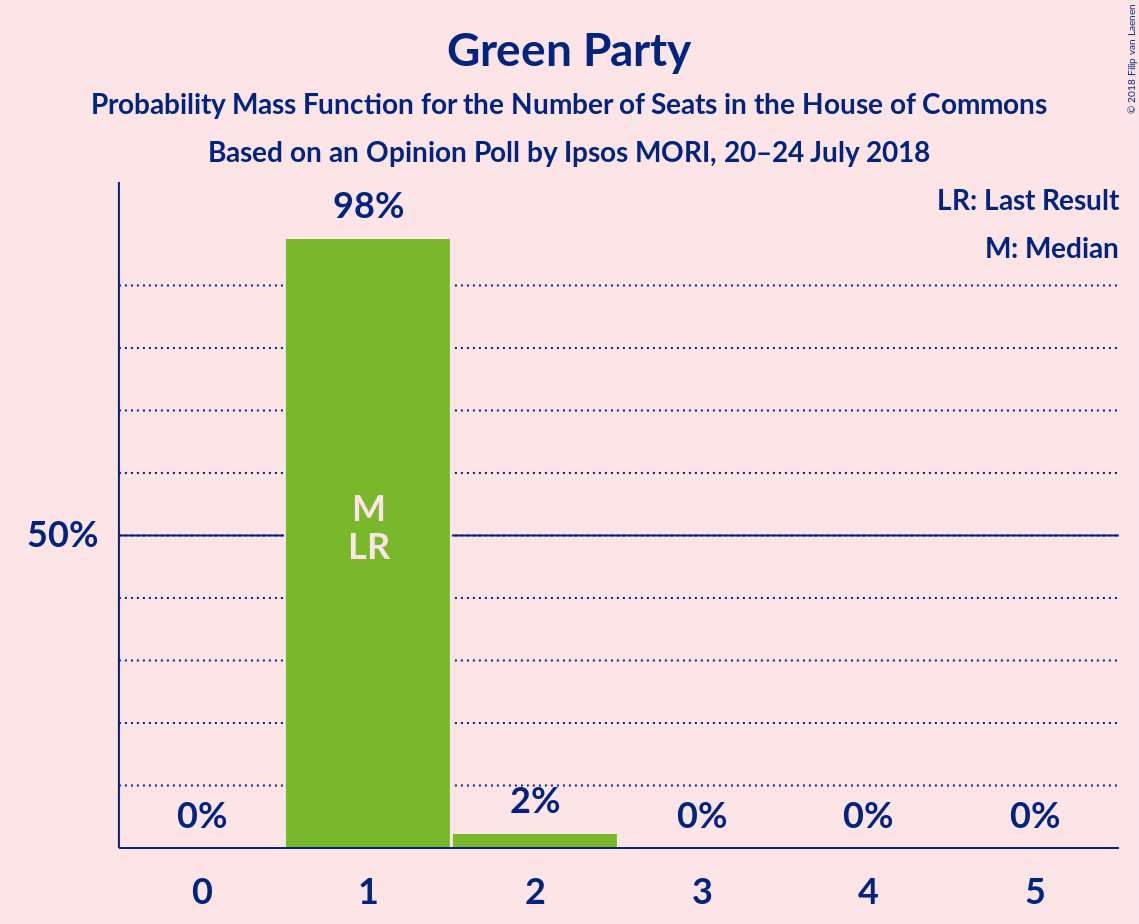 Green Party
Probability Mass Function for the Number of Seats in the House of Commons
Based on an Opinion Poll by Ipsos MORI, 20–24 July 2018
© 2018 Filip van Laenen
LR: Last Result
M: Median
98%
M
LR
50%
0%
2%
0%
0%
0%
0
1
2
3
4
5